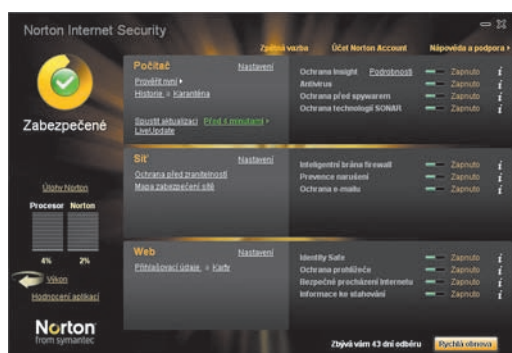 Norton Internet Security
Zpětná vazba Účet Norton Account Nápověda a podpora
Zabezpečené
Úlohy Norton
Procesor Norton
4% 2%
Výkon
Hodnocení aplikací
Norton
from symantec
Počítač Nastavení
Prověřit nyní
Historie a Karanténa
Spustit aktualizaci Před 4 minutami
LiveUpdate
Ochrana Insight Podrobnosti Zapnuto i
Antivirus Zapnuto i
Ochrana před spywarem Zapnuto i
Ochrana technologií SONAR Zapnuto i
Síť Nastavení
Ochrana před zranitelností
Mapa zabezpečení sítě
Inteligentní brána firewall Zapnuto i
Prevence narušení Zapnuto i
Ochrana e-mailu Zapnuto i
Web Nastavení
Přihlašovací údaje a Karty
Identity Safe Zapnuto i
Ochrana prohlížeče Zapnuto i
Bezpečné procházení Internetu Zapnuto i
Informace ke stahování Zapnuto i
Zbývá vám 43 dní odběru Rychlá obnova